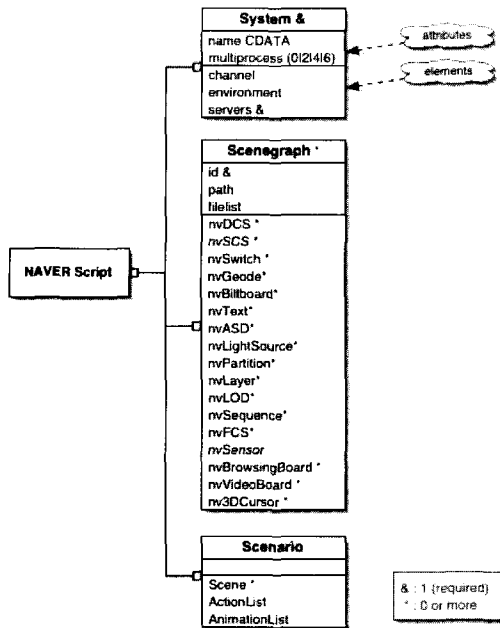 System &
name CDATA
multiprocess (0|2|4|6)
channel
environment
servers &
attributes
elements
Scenegraph *
id &
path
filelist
nvDCS *
nvSCS *
nvSwitch *
nvGeode*
nvBillboard*
nvText*
nvASD*
nvLightSource*
nvPartition*
nvLayer*
nvLOD*
nvSequence*
nvFCS*
nvSensor
nvBrowsingBoard *
nvVideoBoard *
nv3DCursor *
NAVER Script
Scenario
Scene *
ActionList
AnimationList
& : 1 (required)
* : 0 or more